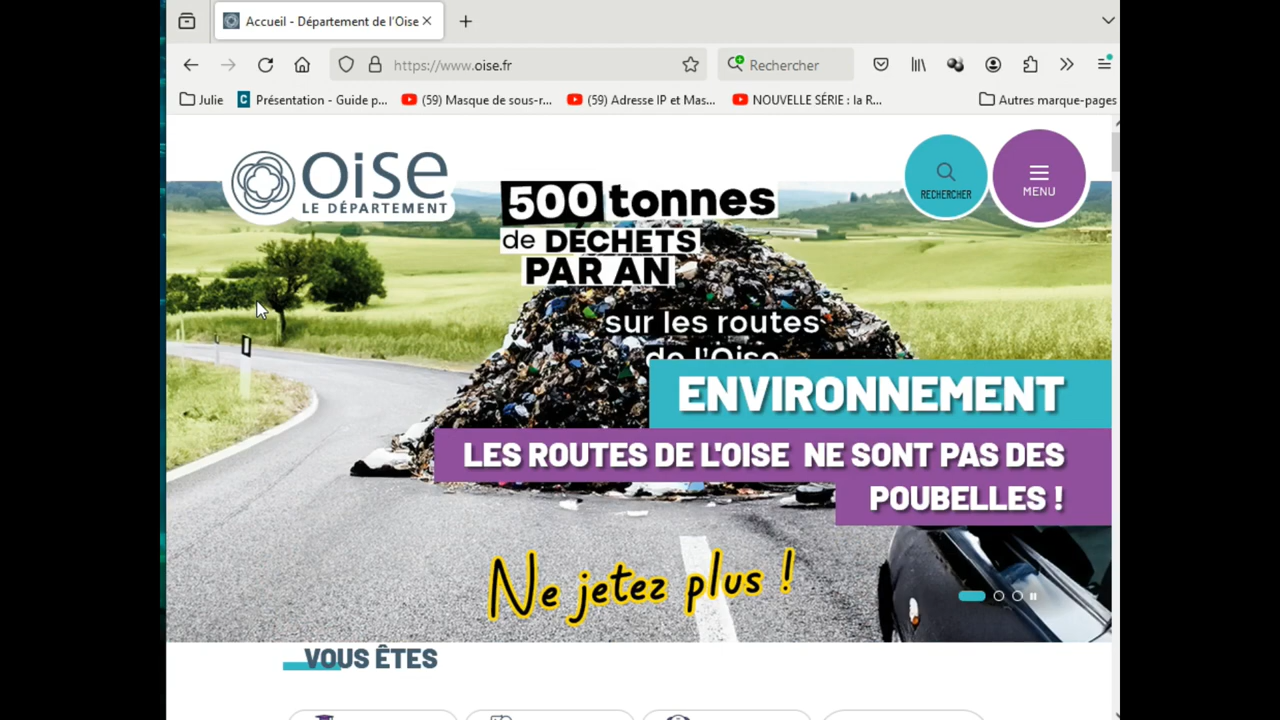 Accueil - Département de l'Oise
https://www.oise.fr
Rechercher
Julie
Présentation - Guide p...
(59) Masque de sous-r...
(59) Adresse IP et Mas...
NOUVELLE SÉRIE : la R...
Autres marque-pages
Oise
LE DÉPARTEMENT
RECHERCHER
MENU
500 tonnes
de DÉCHETS
PAR AN
sur les routes
de l'Oise
ENVIRONNEMENT
LES ROUTES DE L'OISE NE SONT PAS DES
POUBELLES !
Ne jetez plus !
VOUS ÊTES